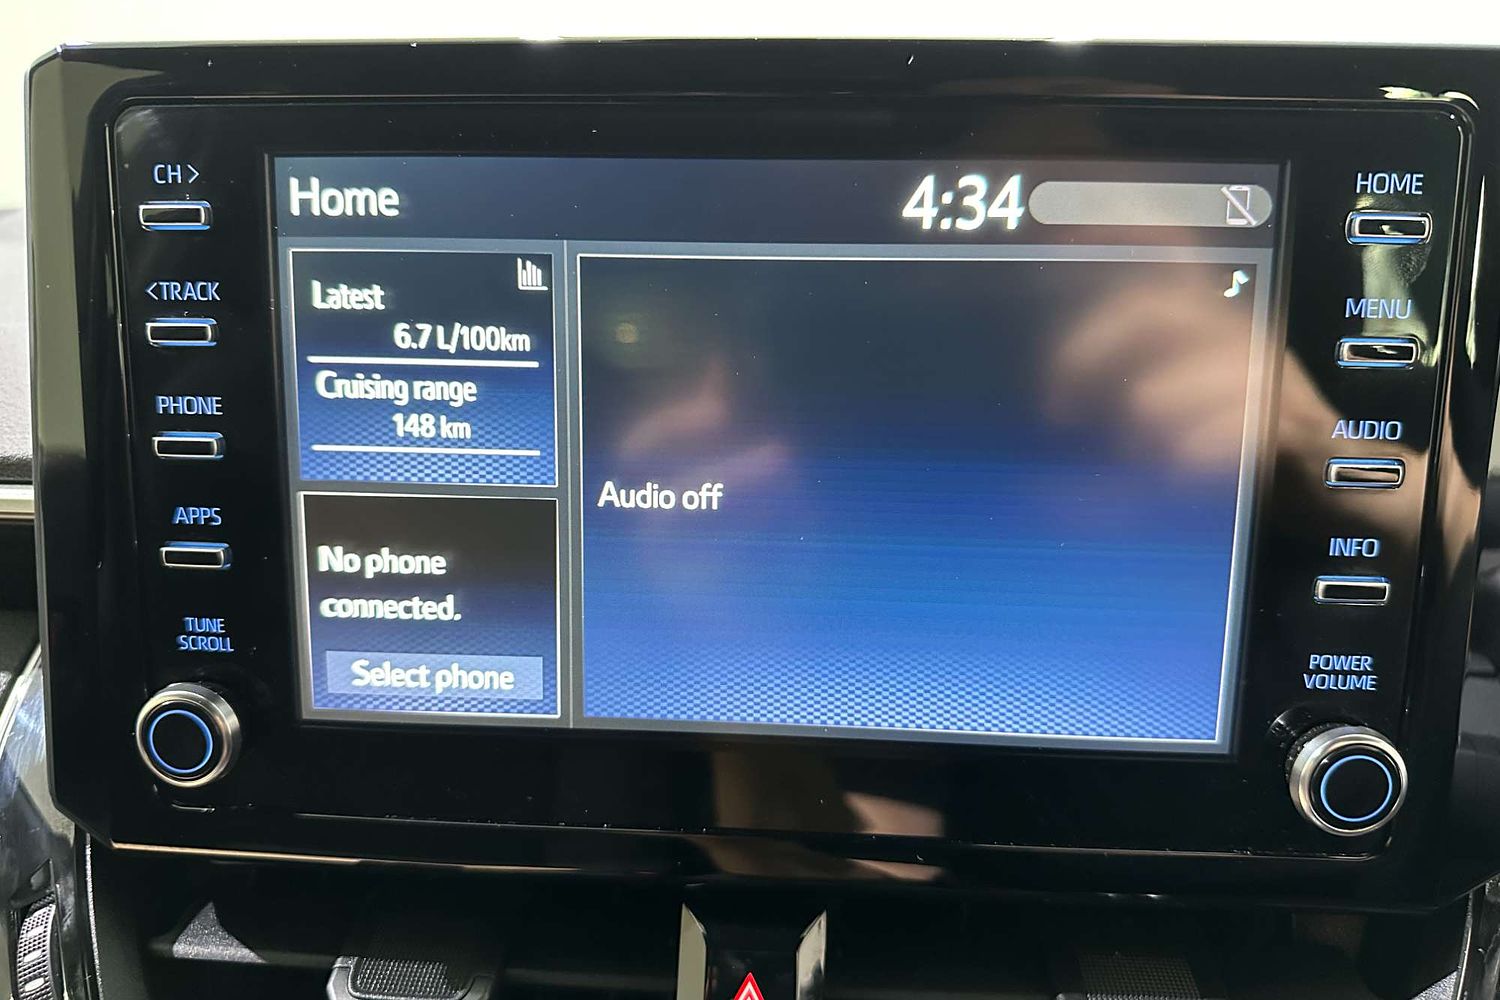 CH>
<TRACK
PHONE
APPS
TUNE
SCROLL
Home
4:34
Latest
6.7 L/100km
Cruising range
148 km
No phone
connected.
Select phone
Audio off
HOME
MENU
AUDIO
INFO
POWER
VOLUME